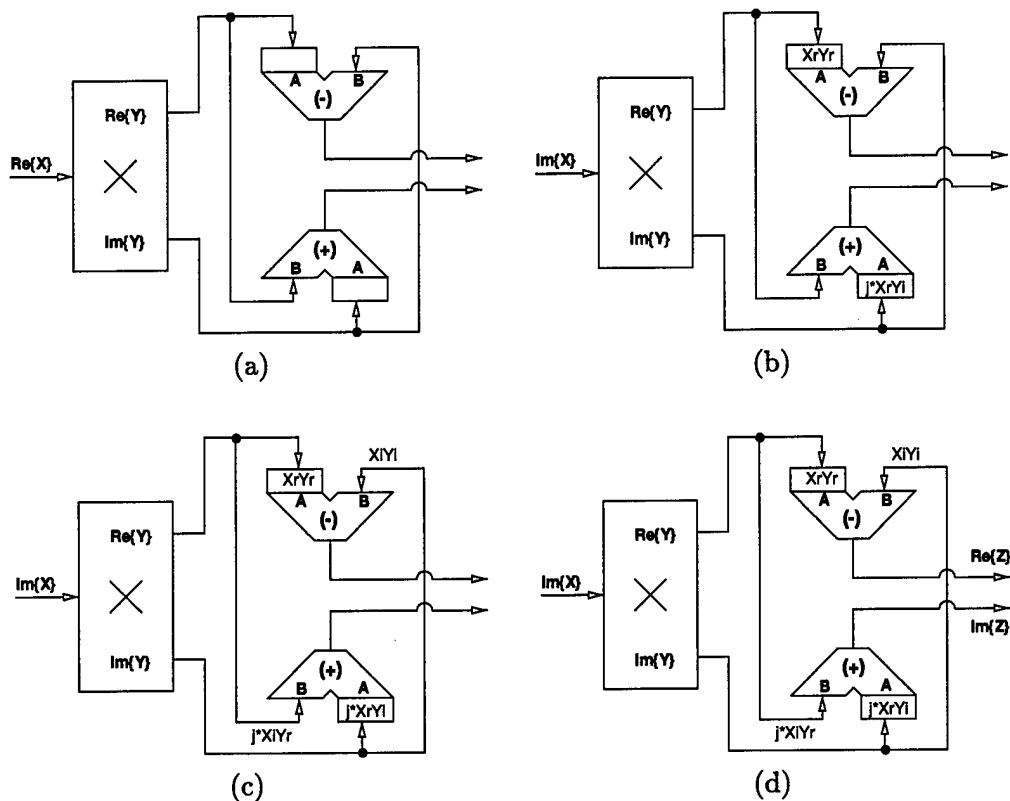 A
B
(-)
Re{Y}
Re{X}
Im{Y}
(+)
B
A
(a)
XrYr
A
B
(-)
Re{Y}
Im{X}
Im{Y}
(+)
B
A
j*XrYi
(b)
XiYi
XrYr
A
B
(-)
Re{Y}
Im{X}
Im{Y}
(+)
B
A
j*XrYi
j*XiYr
(c)
XiYi
XrYr
A
B
(-)
Re{Y}
Re{Z}
Im{X}
Im{Z}
Im{Y}
(+)
B
A
j*XrYi
j*XiYr
(d)